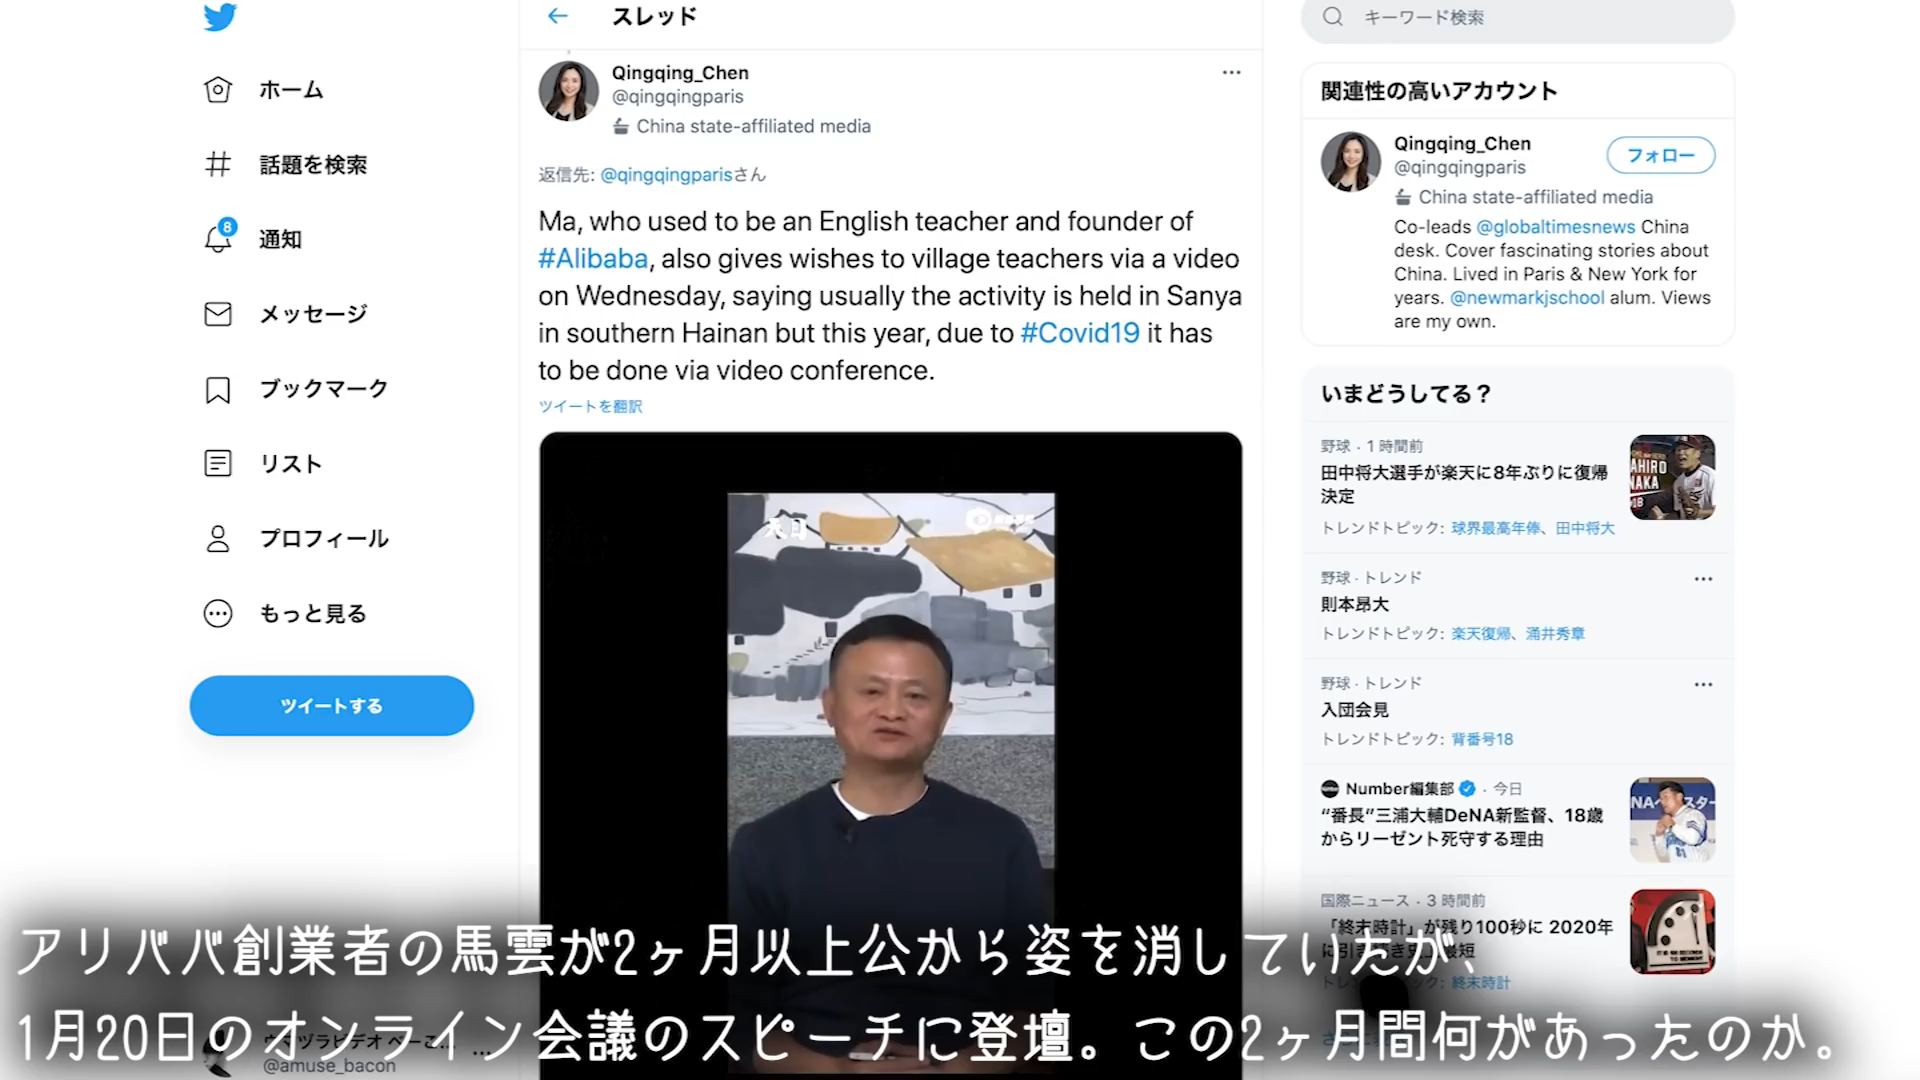 ホーム
話題を検索
8
通知
メッセージ
ブックマーク
リスト
プロフィール
もっと見る
ツイートする
スレッド
Qingqing_Chen
@qingqingparis
China state-affiliated media
返信先: @qingqingparisさん
Ma, who used to be an English teacher and founder of
#Alibaba, also gives wishes to village teachers via a video
on Wednesday, saying usually the activity is held in Sanya
in southern Hainan but this year, due to #Covid19 it has
to be done via video conference.
ツイートを翻訳
天目
キーワード検索
関連性の高いアカウント
Qingqing_Chen
@qingqingparis
フォロー
China state-affiliated media
Co-leads @globaltimesnews China
desk. Cover fascinating stories about
China. Lived in Paris & New York for
years. @newmarkjschool alum. Views
are my own.
いまどうしてる？
野球 · 1 時間前
田中将大選手が楽天に8年ぶりに復帰
決定
トレンドトピック: 球界最高年俸、田中将大
野球 · トレンド
則本昂大
トレンドトピック: 楽天復帰、涌井秀章
野球 · トレンド
入団会見
トレンドトピック: 背番号18
Number編集部 · 今日
“番長”三浦大輔DeNA新監督、18歳
からリーゼント死守する理由
国際ニュース · 3 時間前
「終末時計」が残り100秒に 2020年
に引き続き史上最短
終末時計
アリババ創業者の馬雲が2ヶ月以上公から姿を消していたが、
1月20日のオンライン会議のスピーチに登壇。この2ヶ月間何があったのか。
@amuse_bacon